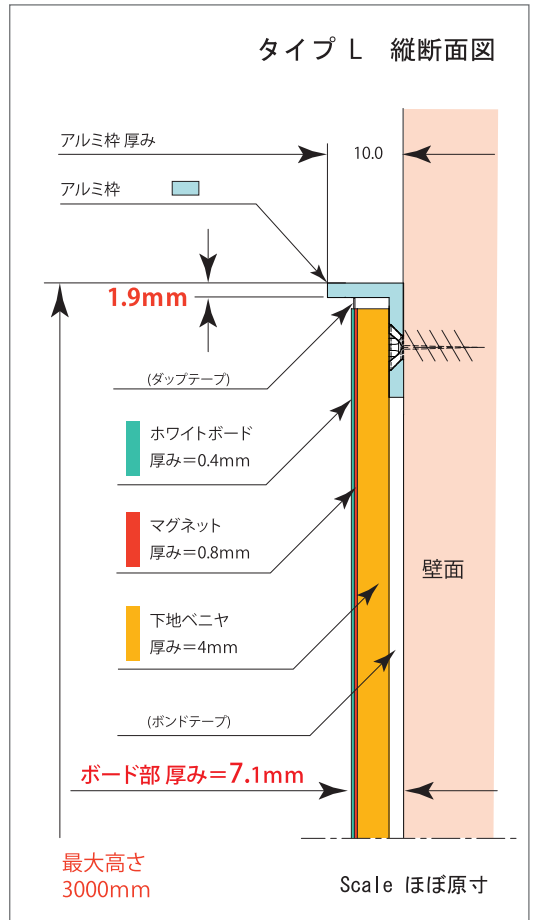 タイプ L 縦断面図
アルミ枠 厚み
10.0
アルミ枠
1.9mm
(ダップテープ)
ホワイトボード
厚み＝0.4mm
マグネット
厚み＝0.8mm
壁面
下地ベニヤ
厚み＝4mm
(ボンドテープ)
ボード部 厚み＝7.1mm
最大高さ
3000mm
Scale ほぼ原寸